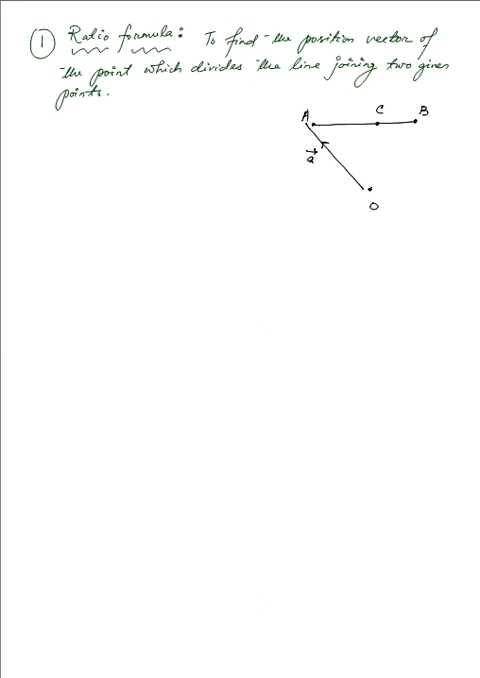 ① Ratio formula: To find the position vector of
the point which divides the line joining two given
points.
A C B
a⃗
O